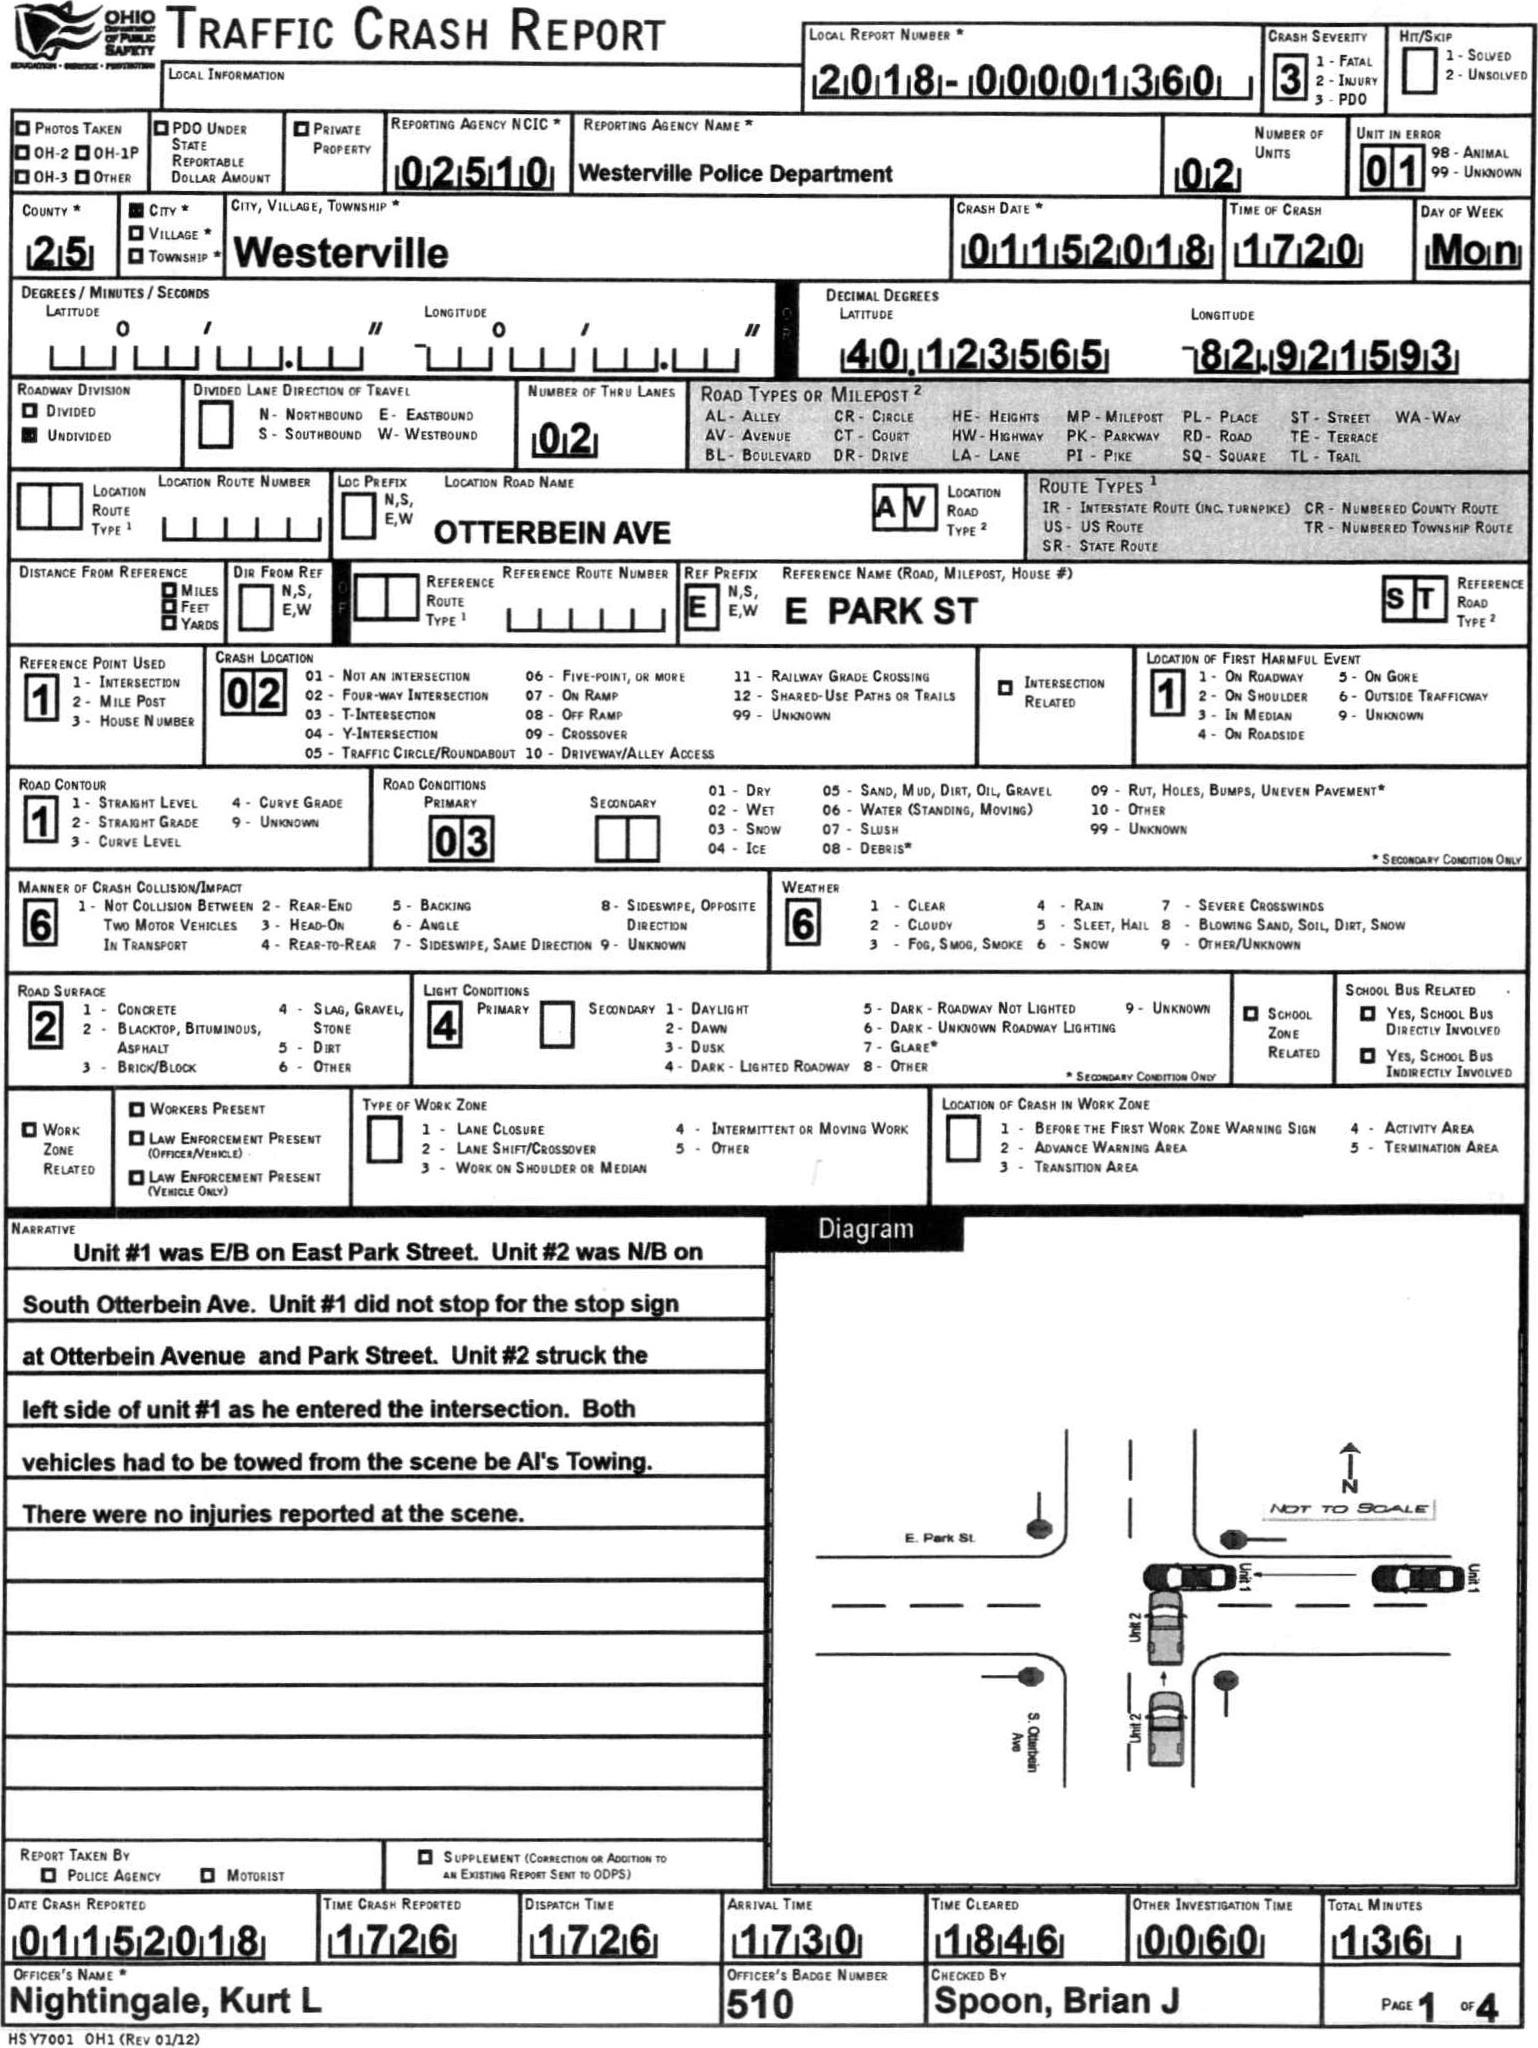 OHIO
DEPARTMENT
OF PUBLIC
SAFETY
EDUCATION • SERVICE • PROTECTION
TRAFFIC CRASH REPORT
LOCAL INFORMATION
LOCAL REPORT NUMBER *
2018-00001360
CRASH SEVERITY
3
1 - FATAL
2 - INJURY
3 - PDO
HIT/SKIP
1 - SOLVED
2 - UNSOLVED
PHOTOS TAKEN
OH-2 OH-1P
OH-3 OTHER
PDO UNDER
STATE
REPORTABLE
DOLLAR AMOUNT
PRIVATE
PROPERTY
REPORTING AGENCY NCIC *
02510
REPORTING AGENCY NAME *
Westerville Police Department
NUMBER OF
UNITS
02
UNIT IN ERROR
01
98 - ANIMAL
99 - UNKNOWN
COUNTY *
25
CITY *
VILLAGE *
TOWNSHIP *
CITY, VILLAGE, TOWNSHIP *
Westerville
CRASH DATE *
01152018
TIME OF CRASH
1720
DAY OF WEEK
Mon
DEGREES / MINUTES / SECONDS
LATITUDE
O / //
LONGITUDE
O / //
OR
DECIMAL DEGREES
LATITUDE
40.123565
LONGITUDE
-82.921593
ROADWAY DIVISION
DIVIDED
UNDIVIDED
DIVIDED LANE DIRECTION OF TRAVEL
N - NORTHBOUND E - EASTBOUND
S - SOUTHBOUND W- WESTBOUND
NUMBER OF THRU LANES
02
ROAD TYPES OR MILEPOST 2
AL - ALLEY CR - CIRCLE HE - HEIGHTS MP - MILEPOST PL - PLACE ST - STREET WA - WAY
AV - AVENUE CT - COURT HW- HIGHWAY PK - PARKWAY RD - ROAD TE - TERRACE
BL - BOULEVARD DR - DRIVE LA - LANE PI - PIKE SQ - SQUARE TL - TRAIL
LOCATION
ROUTE
TYPE 1
LOCATION ROUTE NUMBER
LOC PREFIX
N,S,
E,W
LOCATION ROAD NAME
OTTERBEIN AVE
AV
LOCATION
ROAD
TYPE 2
ROUTE TYPES 1
IR - INTERSTATE ROUTE (INC. TURNPIKE) CR - NUMBERED COUNTY ROUTE
US - US ROUTE TR - NUMBERED TOWNSHIP ROUTE
SR - STATE ROUTE
DISTANCE FROM REFERENCE
MILES
FEET
YARDS
DIR FROM REF
N,S,
E,W
OF
REFERENCE
ROUTE
TYPE 1
REFERENCE ROUTE NUMBER
REF PREFIX
E
N,S,
E,W
REFERENCE NAME (ROAD, MILEPOST, HOUSE #)
E PARK ST
ST
REFERENCE
ROAD
TYPE 2
REFERENCE POINT USED
1
1 - INTERSECTION
2 - MILE POST
3 - HOUSE NUMBER
CRASH LOCATION
02
01 - NOT AN INTERSECTION 06 - FIVE-POINT, OR MORE 11 - RAILWAY GRADE CROSSING
02 - FOUR-WAY INTERSECTION 07 - ON RAMP 12 - SHARED-USE PATHS OR TRAILS
03 - T-INTERSECTION 08 - OFF RAMP 99 - UNKNOWN
04 - Y-INTERSECTION 09 - CROSSOVER
05 - TRAFFIC CIRCLE/ROUNDABOUT 10 - DRIVEWAY/ALLEY ACCESS
INTERSECTION
RELATED
LOCATION OF FIRST HARMFUL EVENT
1
1 - ON ROADWAY 5 - ON GORE
2 - ON SHOULDER 6 - OUTSIDE TRAFFICWAY
3 - IN MEDIAN 9 - UNKNOWN
4 - ON ROADSIDE
ROAD CONTOUR
1
1 - STRAIGHT LEVEL 4 - CURVE GRADE
2 - STRAIGHT GRADE 9 - UNKNOWN
3 - CURVE LEVEL
ROAD CONDITIONS
PRIMARY
03
SECONDARY
01 - DRY 05 - SAND, MUD, DIRT, OIL, GRAVEL 09 - RUT, HOLES, BUMPS, UNEVEN PAVEMENT*
02 - WET 06 - WATER (STANDING, MOVING) 10 - OTHER
03 - SNOW 07 - SLUSH 99 - UNKNOWN
04 - ICE 08 - DEBRIS*
* SECONDARY CONDITION ONLY
MANNER OF CRASH COLLISION/IMPACT
6
1 - NOT COLLISION BETWEEN 2 - REAR-END 5 - BACKING 8 - SIDESWIPE, OPPOSITE
TWO MOTOR VEHICLES 3 - HEAD-ON 6 - ANGLE DIRECTION
IN TRANSPORT 4 - REAR-TO-REAR 7 - SIDESWIPE, SAME DIRECTION 9 - UNKNOWN
WEATHER
6
1 - CLEAR 4 - RAIN 7 - SEVERE CROSSWINDS
2 - CLOUDY 5 - SLEET, HAIL 8 - BLOWING SAND, SOIL, DIRT, SNOW
3 - FOG, SMOG, SMOKE 6 - SNOW 9 - OTHER/UNKNOWN
ROAD SURFACE
2
1 - CONCRETE 4 - SLAG, GRAVEL,
2 - BLACKTOP, BITUMINOUS, STONE
ASPHALT 5 - DIRT
3 - BRICK/BLOCK 6 - OTHER
LIGHT CONDITIONS
4
PRIMARY
SECONDARY
1 - DAYLIGHT 5 - DARK - ROADWAY NOT LIGHTED 9 - UNKNOWN
2 - DAWN 6 - DARK - UNKNOWN ROADWAY LIGHTING
3 - DUSK 7 - GLARE*
4 - DARK - LIGHTED ROADWAY 8 - OTHER
* SECONDARY CONDITION ONLY
SCHOOL
ZONE
RELATED
SCHOOL BUS RELATED
YES, SCHOOL BUS
DIRECTLY INVOLVED
YES, SCHOOL BUS
INDIRECTLY INVOLVED
WORK
ZONE
RELATED
WORKERS PRESENT
LAW ENFORCEMENT PRESENT
(OFFICER/VEHICLE)
LAW ENFORCEMENT PRESENT
(VEHICLE ONLY)
TYPE OF WORK ZONE
1 - LANE CLOSURE 4 - INTERMITTENT OR MOVING WORK
2 - LANE SHIFT/CROSSOVER 5 - OTHER
3 - WORK ON SHOULDER OR MEDIAN
LOCATION OF CRASH IN WORK ZONE
1 - BEFORE THE FIRST WORK ZONE WARNING SIGN 4 - ACTIVITY AREA
2 - ADVANCE WARNING AREA 5 - TERMINATION AREA
3 - TRANSITION AREA
NARRATIVE
Unit #1 was E/B on East Park Street. Unit #2 was N/B on
South Otterbein Ave. Unit #1 did not stop for the stop sign
at Otterbein Avenue and Park Street. Unit #2 struck the
left side of unit #1 as he entered the intersection. Both
vehicles had to be towed from the scene be Al's Towing.
There were no injuries reported at the scene.
Diagram
N
NOT TO SCALE
E. Park St.
Unit 1
Unit 1
Unit 2
Unit 2
S. Otterbein
Ave
REPORT TAKEN BY
POLICE AGENCY MOTORIST
SUPPLEMENT (CORRECTION OR ADDITION TO
AN EXISTING REPORT SENT TO ODPS)
DATE CRASH REPORTED
01152018
TIME CRASH REPORTED
1726
DISPATCH TIME
1726
ARRIVAL TIME
1730
TIME CLEARED
1846
OTHER INVESTIGATION TIME
0060
TOTAL MINUTES
136
OFFICER'S NAME *
Nightingale, Kurt L
OFFICER'S BADGE NUMBER
510
CHECKED BY
Spoon, Brian J
PAGE 1 OF 4
HSY7001 OH1 (REV 01/12)